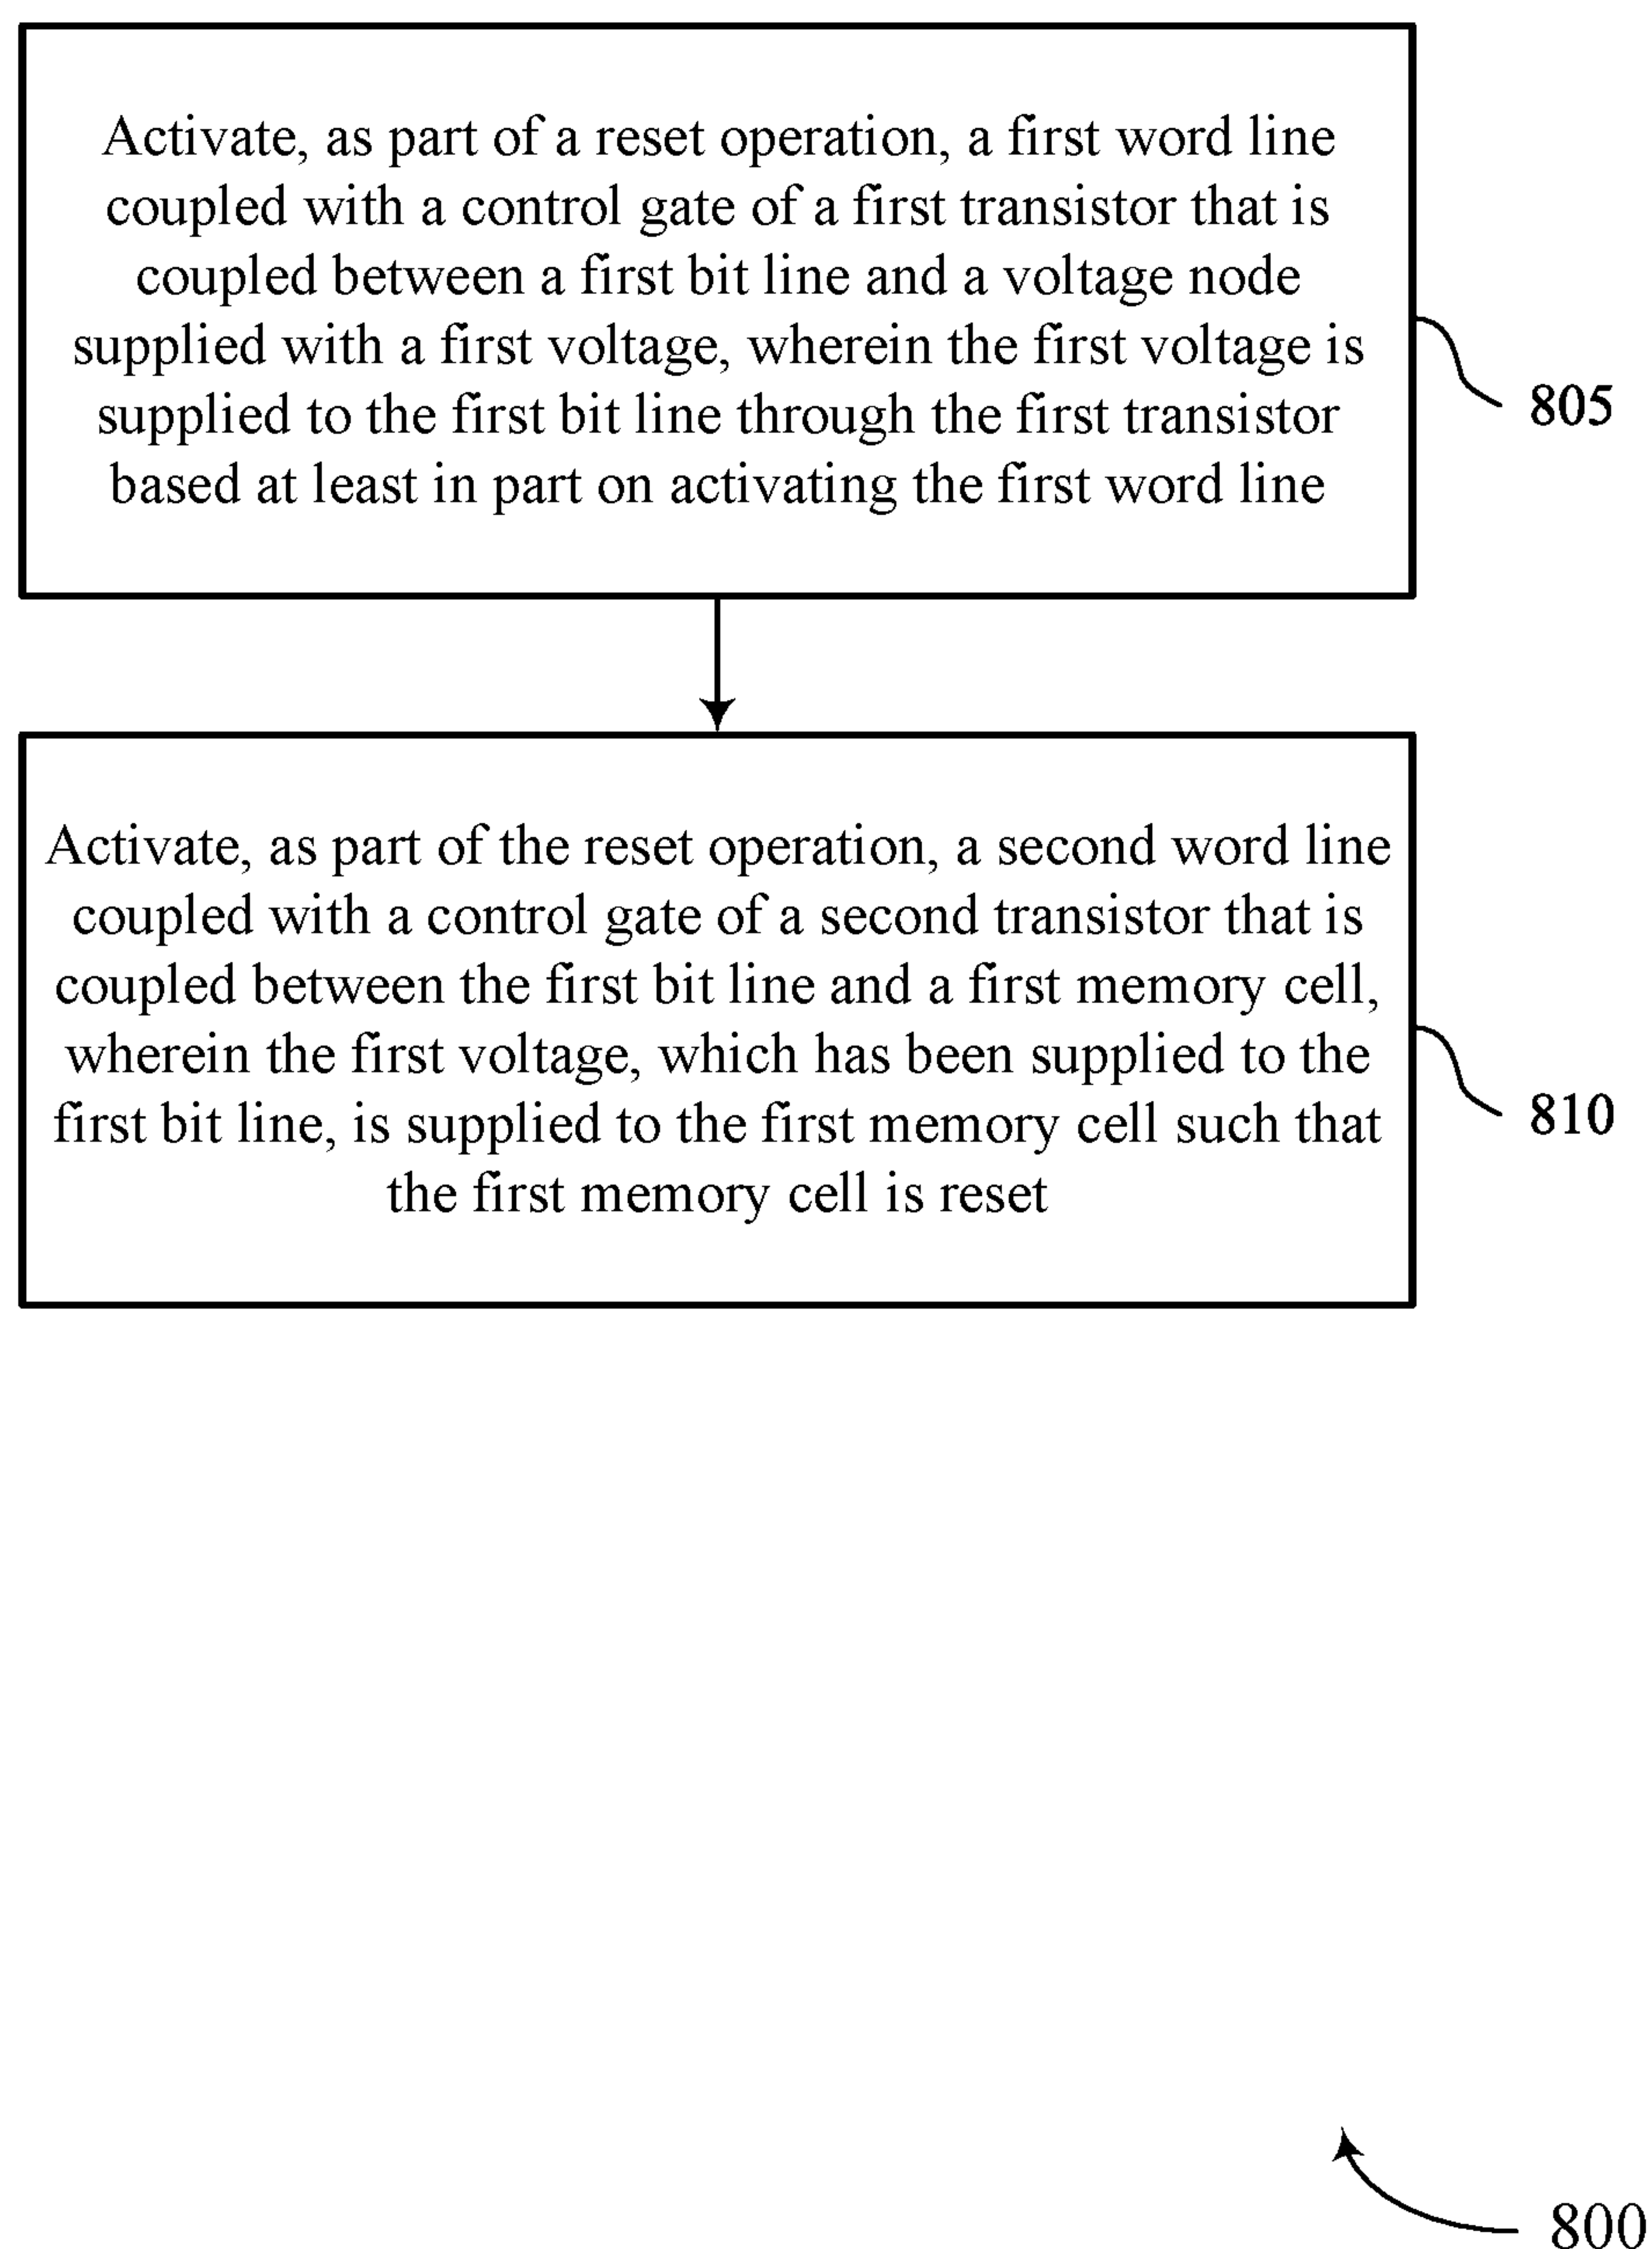 Activate, as part of a reset operation, a first word line
coupled with a control gate of a first transistor that is
coupled between a first bit line and a voltage node
supplied with a first voltage, wherein the first voltage is
supplied to the first bit line through the first transistor
based at least in part on activating the first word line
805
Activate, as part of the reset operation, a second word line
coupled with a control gate of a second transistor that is
coupled between the first bit line and a first memory cell,
wherein the first voltage, which has been supplied to the
first bit line, is supplied to the first memory cell such that
the first memory cell is reset
810
800